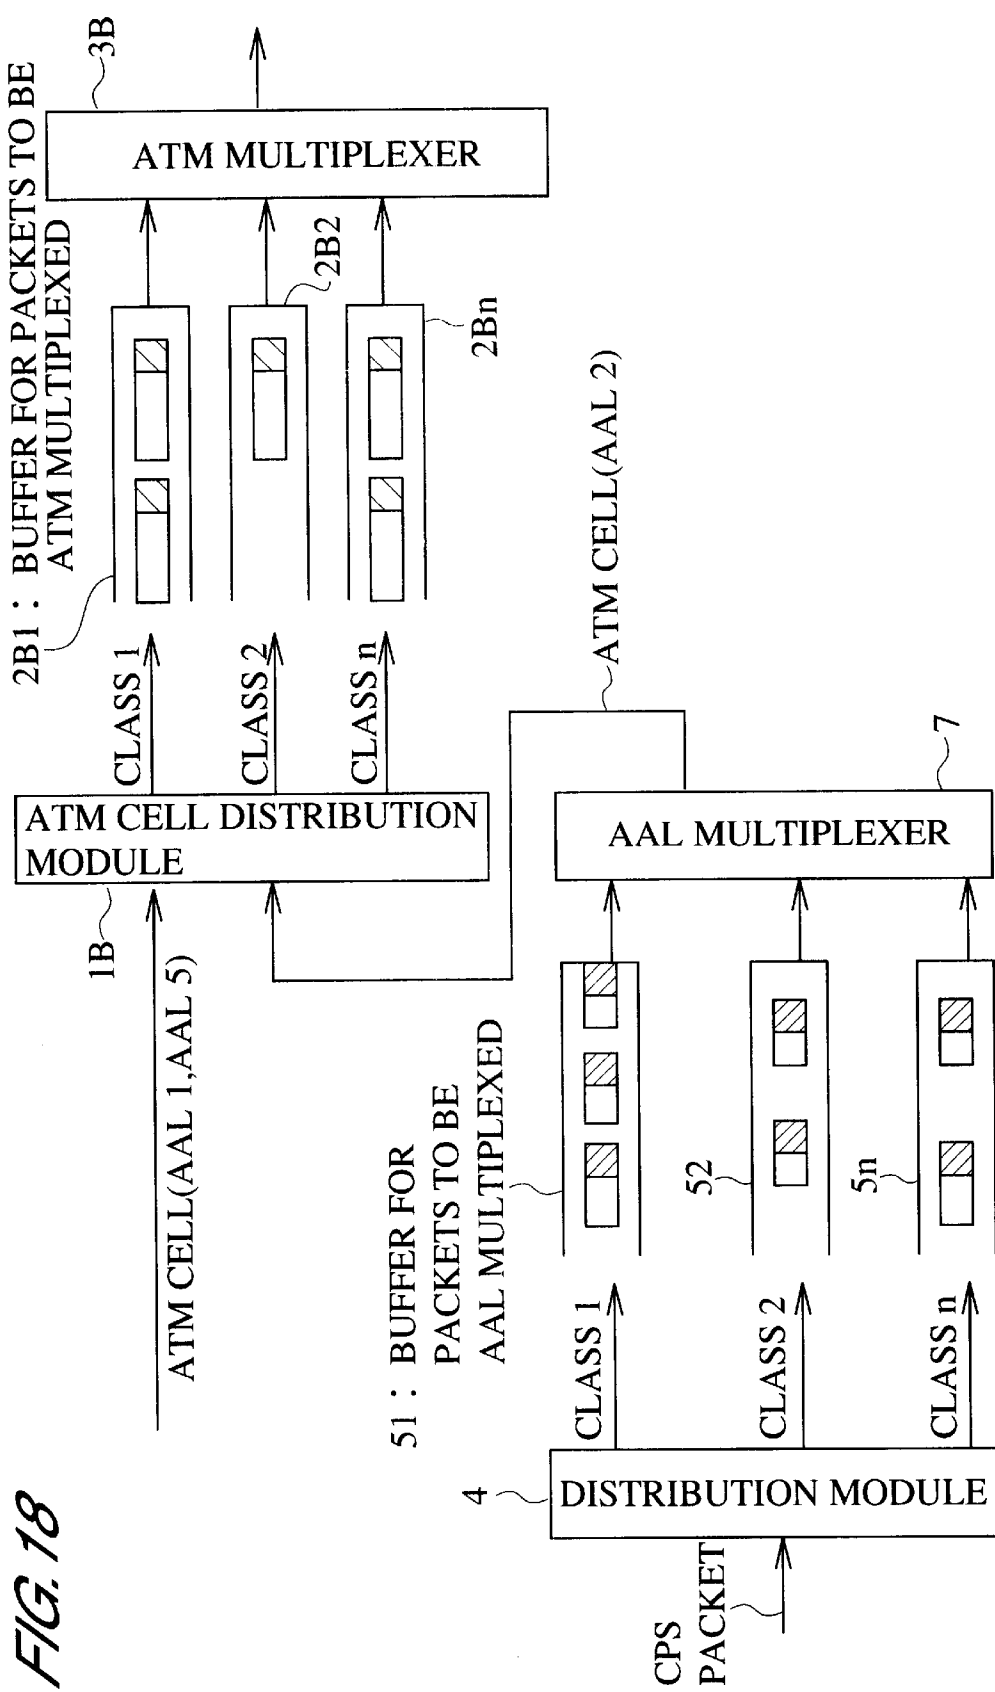 FIG. 18
2B1 : BUFFER FOR PACKETS TO BE
ATM MULTIPLEXED
3B
ATM MULTIPLEXER
2B2
2Bn
CLASS 1
CLASS 2
CLASS n
ATM CELL DISTRIBUTION
MODULE
1B
ATM CELL(AAL 1,AAL 5)
ATM CELL(AAL 2)
7
AAL MULTIPLEXER
51 : BUFFER FOR
PACKETS TO BE
AAL MULTIPLEXED
52
5n
CLASS 1
CLASS 2
CLASS n
4
DISTRIBUTION MODULE
CPS
PACKET